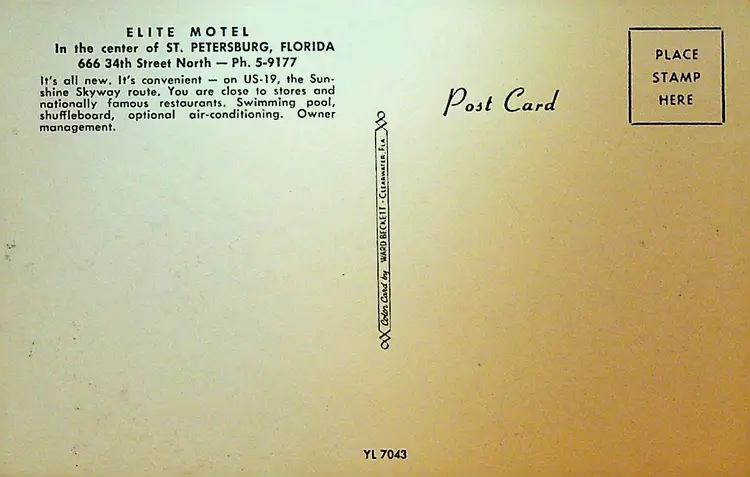 ELITE MOTEL
In the center of ST. PETERSBURG, FLORIDA
666 34th Street North — Ph. 5-9177
It's all new. It's convenient — on US-19, the Sun-
shine Skyway route. You are close to stores and
nationally famous restaurants. Swimming pool,
shuffleboard, optional air-conditioning. Owner
management.
Color Card by WARD BECKETT - CLEARWATER, FLA
Post Card
PLACE
STAMP
HERE
YL 7043